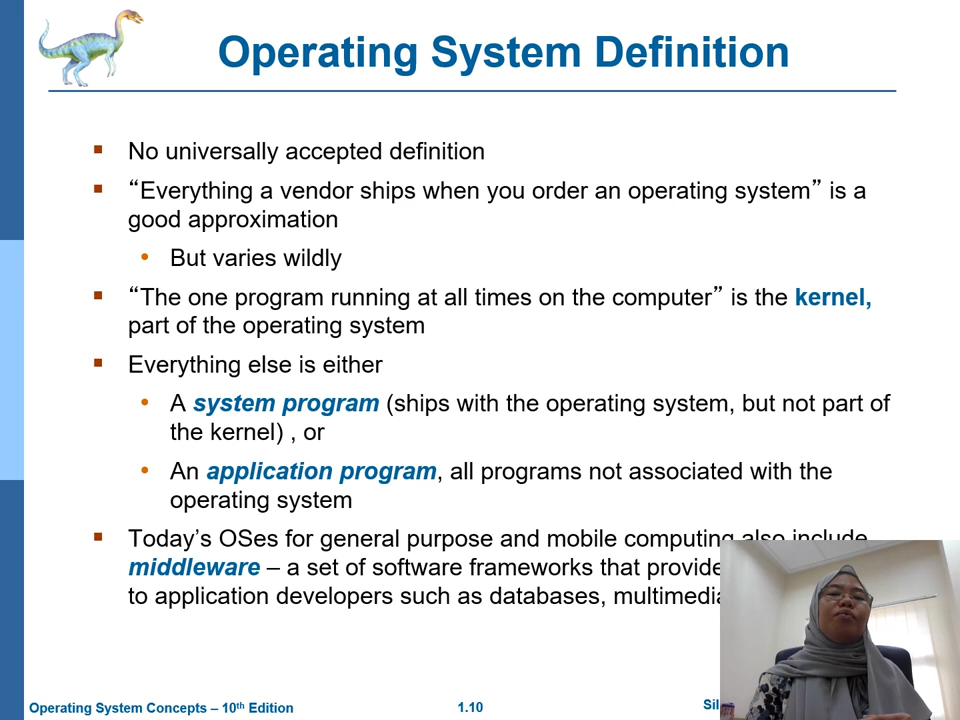 Operating System Definition
▪ No universally accepted definition
▪ “Everything a vendor ships when you order an operating system” is a
good approximation
• But varies wildly
▪ “The one program running at all times on the computer” is the kernel,
part of the operating system
▪ Everything else is either
• A system program (ships with the operating system, but not part of
the kernel) , or
• An application program, all programs not associated with the
operating system
▪ Today’s OSes for general purpose and mobile computing also include
middleware – a set of software frameworks that provide
to application developers such as databases, multimedia
Operating System Concepts – 10th Edition
1.10
Sil